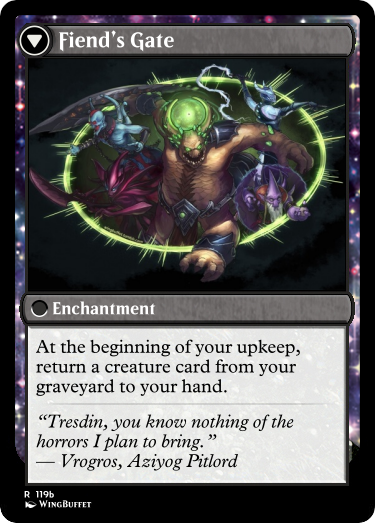 Fiend's Gate
Enchantment
At the beginning of your upkeep,
return a creature card from your
graveyard to your hand.
“Tresdin, you know nothing of the
horrors I plan to bring.”
— Vrogros, Aziyog Pitlord
R 119b
WingBuffet